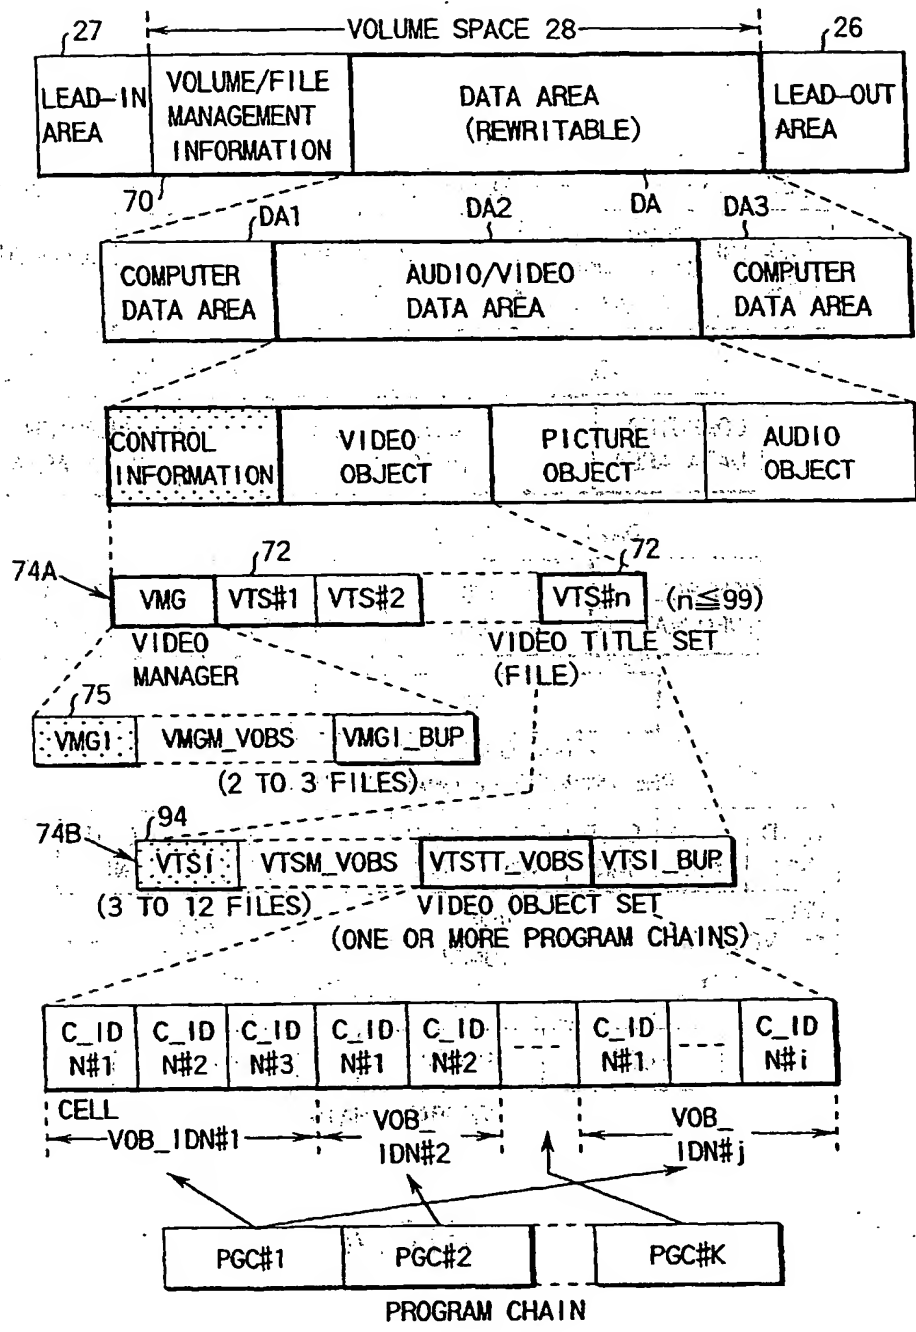 27
VOLUME SPACE 28
26
LEAD-IN AREA
VOLUME/FILE MANAGEMENT INFORMATION
DATA AREA (REWRITABLE)
LEAD-OUT AREA
70
DA1
DA2
DA
DA3
COMPUTER DATA AREA
AUDIO/VIDEO DATA AREA
COMPUTER DATA AREA
CONTROL INFORMATION
VIDEO OBJECT
PICTURE OBJECT
AUDIO OBJECT
74A
72
72
VMG
VTS#1
VTS#2
VTS#n
(n≦99)
VIDEO MANAGER
VIDEO TITLE SET (FILE)
75
VMGI
VMGM_VOBS
VMGI_BUP
(2 TO 3 FILES)
74B
94
VTSI
VTSM_VOBS
VTSTT_VOBS
VTSI_BUP
(3 TO 12 FILES)
VIDEO OBJECT SET
(ONE OR MORE PROGRAM CHAINS)
C_ID N#1
C_ID N#2
C_ID N#3
C_ID N#1
C_ID N#2
C_ID N#1
C_ID N#i
CELL
VOB_IDN#1
VOB_IDN#2
VOB_IDN#j
PGC#1
PGC#2
PGC#K
PROGRAM CHAIN